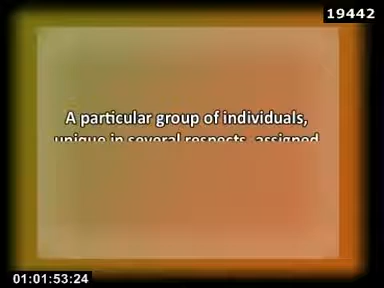 19442
A particular group of individuals,
unique in several respects, assigned
01:01:53:24